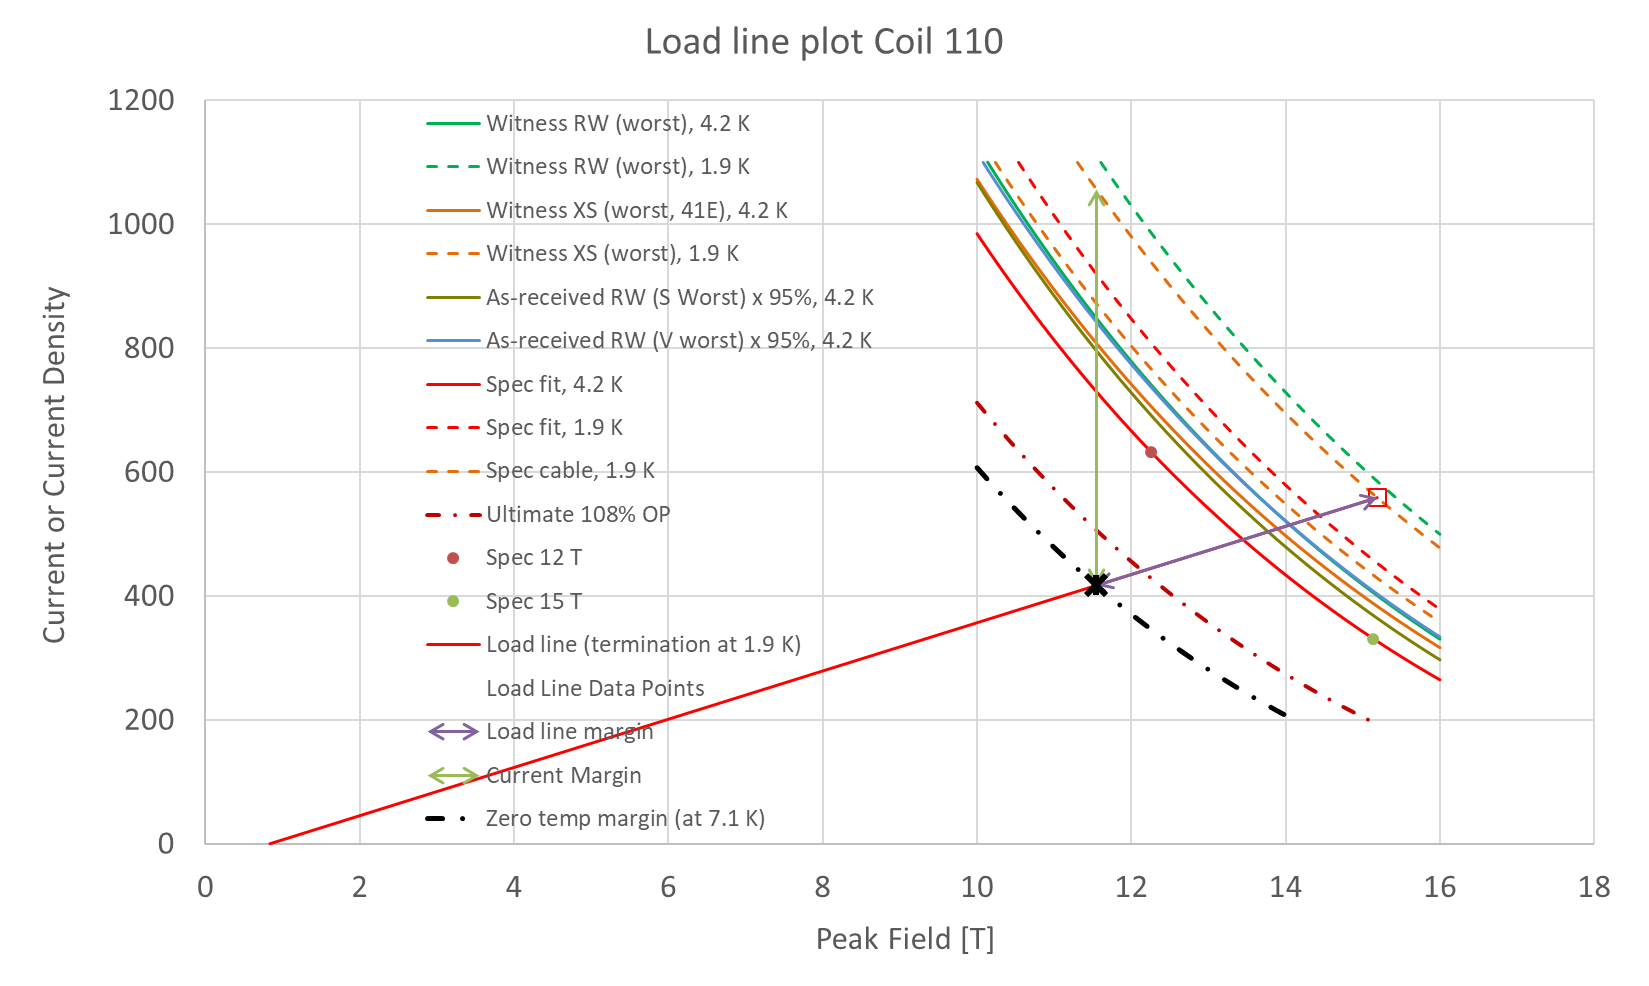 Load line plot Coil 110
1200
1000
800
600
400
200
0
Current or Current Density
Witness RW (worst), 4.2 K
Witness RW (worst), 1.9 K
Witness XS (worst, 41E), 4.2 K
Witness XS (worst), 1.9 K
As-received RW (S Worst) x 95%, 4.2 K
As-received RW (V worst) x 95%, 4.2 K
Spec fit, 4.2 K
Spec fit, 1.9 K
Spec cable, 1.9 K
Ultimate 108% OP
Spec 12 T
Spec 15 T
Load line (termination at 1.9 K)
Load Line Data Points
Load line margin
Current Margin
Zero temp margin (at 7.1 K)
0 2 4 6 8 10 12 14 16 18
Peak Field [T]